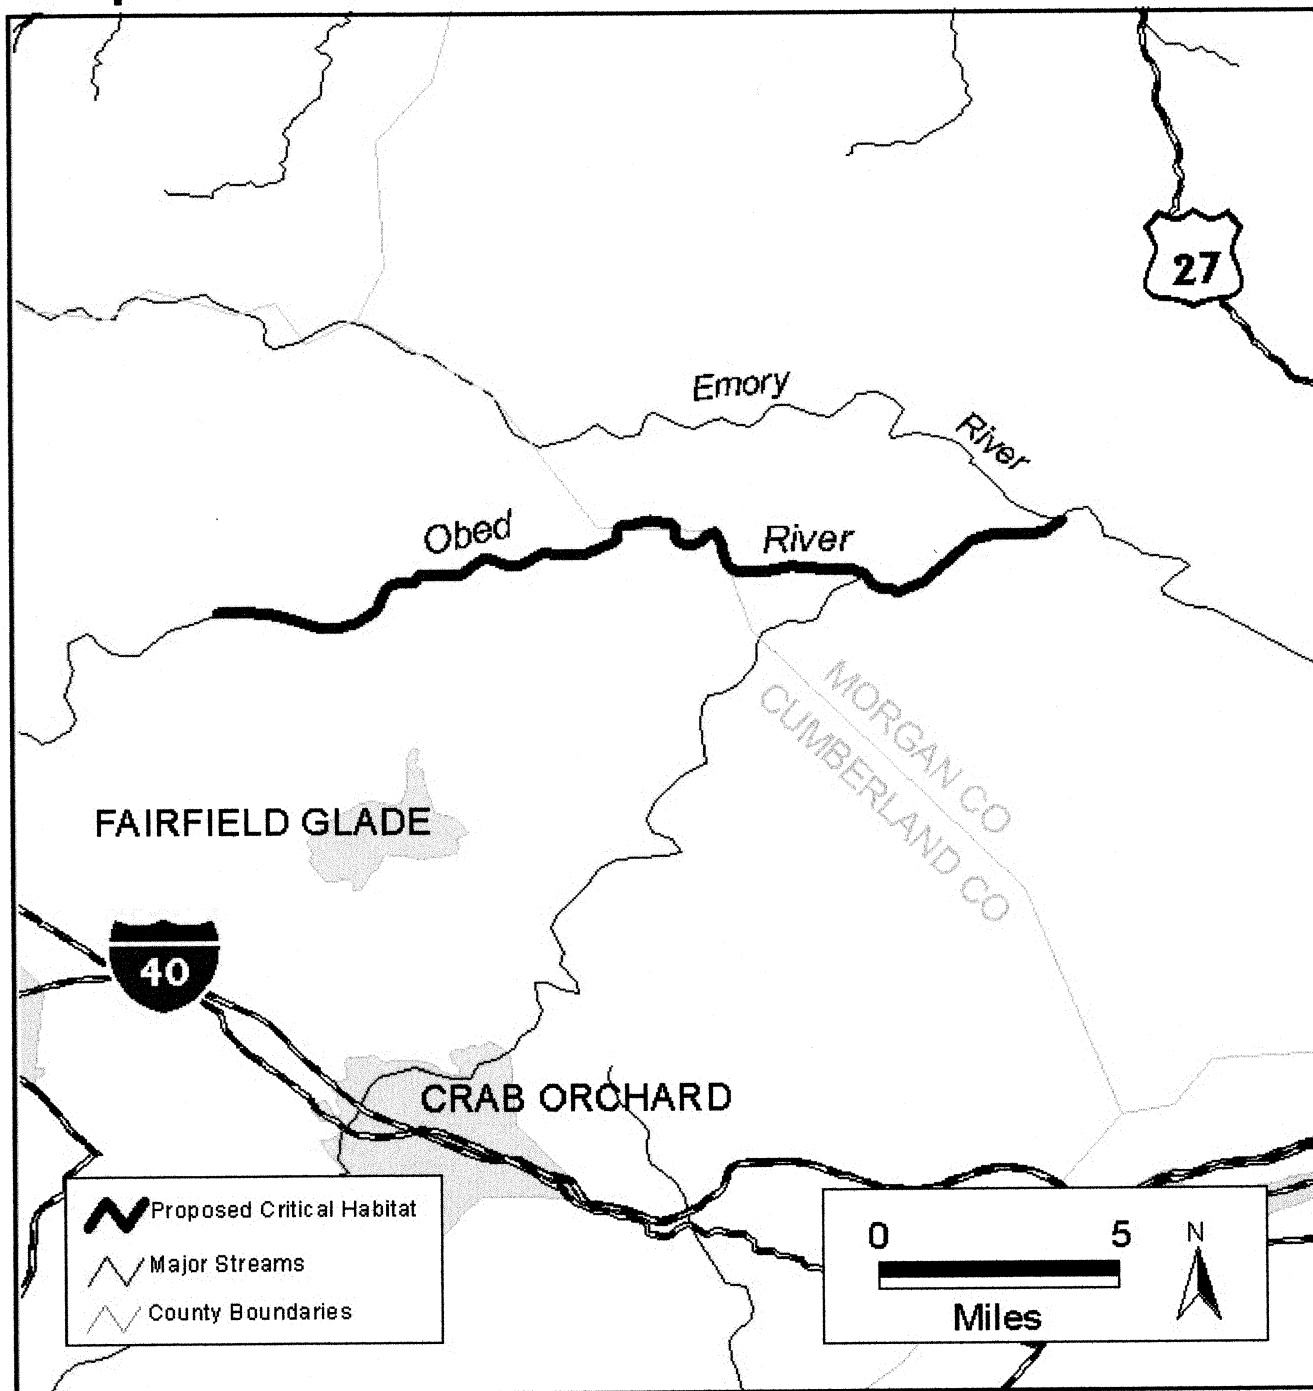 27
Emory
River
Obed
River
MORGAN CO
CUMBERLAND CO
FAIRFIELD GLADE
40
CRAB ORCHARD
Proposed Critical Habitat
Major Streams
County Boundaries
0 5
Miles
N